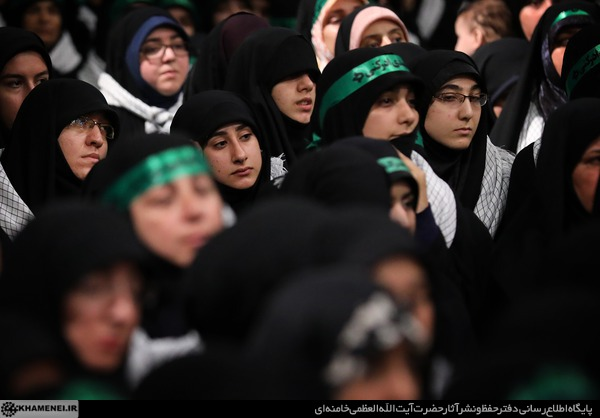 KHAMENEI.IR
پایگاه اطلاع رسانی دفتر حفظ و نشر آثار حضرت آیت الله العظمی خامنه‌ای